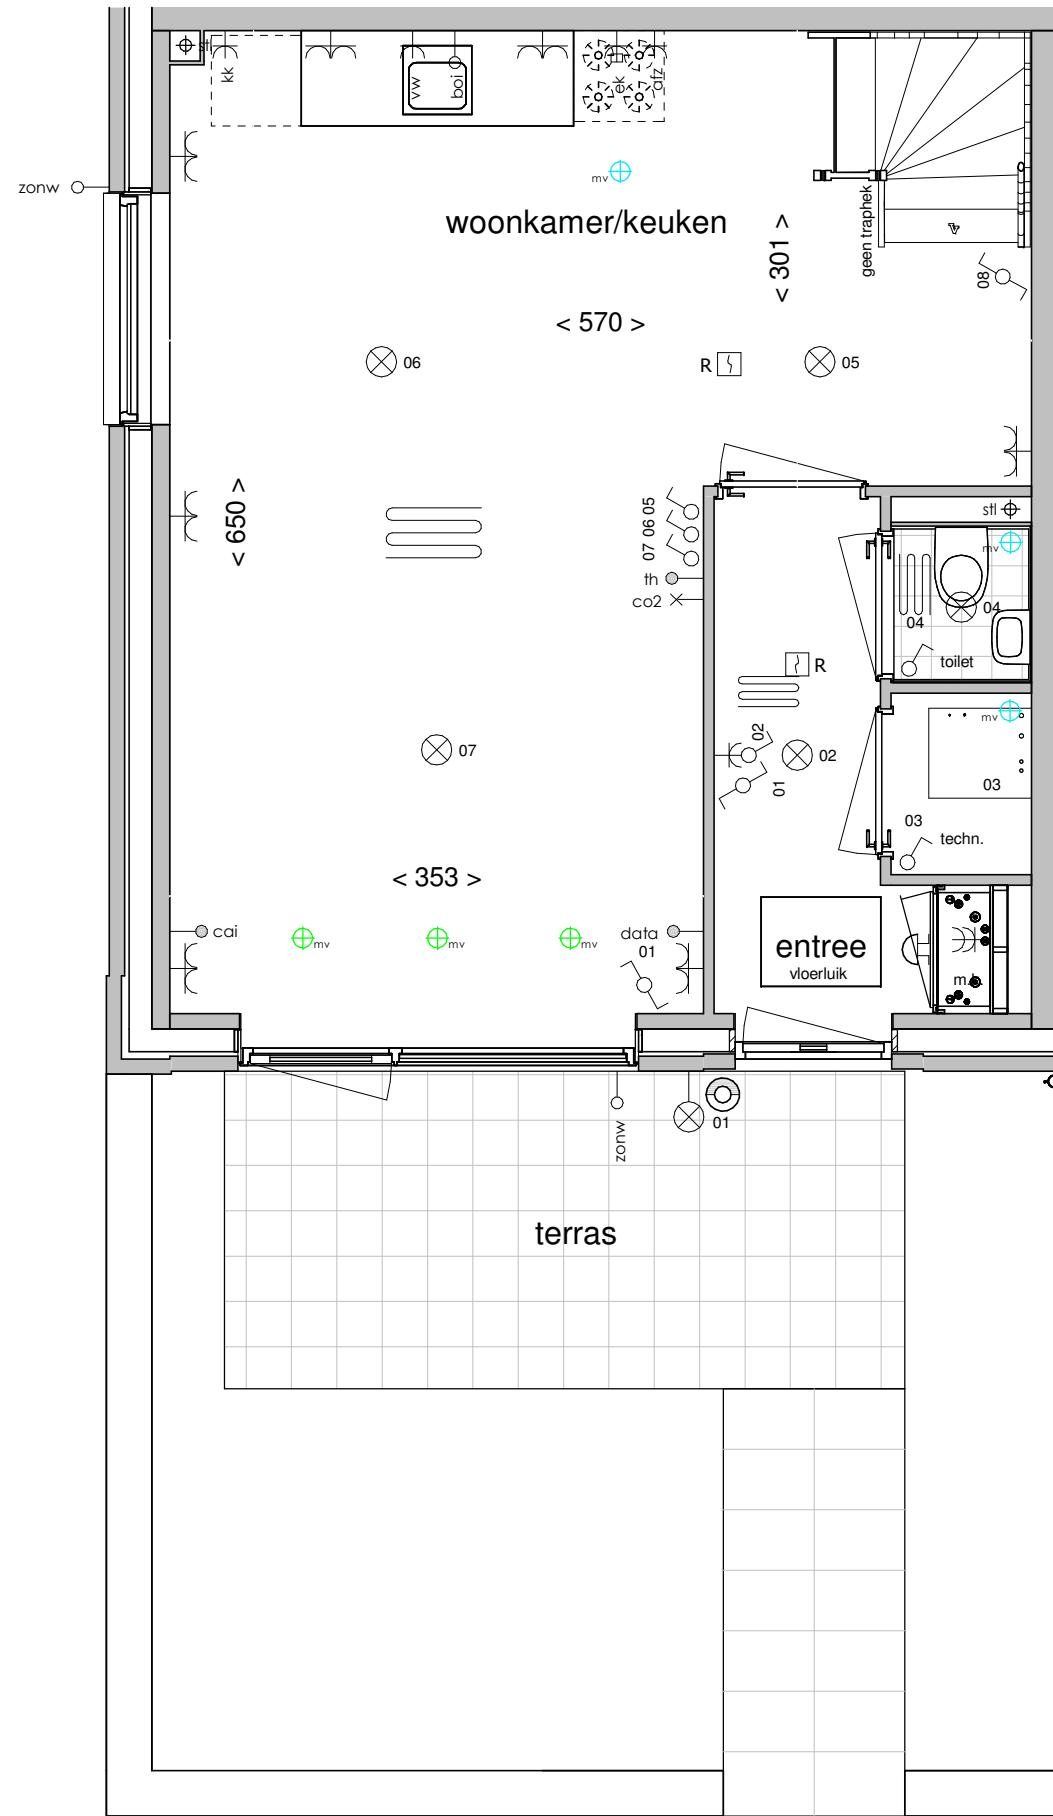 stl
kk
vw
boi
ek
afz
zonw
mv
woonkamer/keuken
< 301 >
geen traphek
08
< 570 >
06
R
05
< 650 >
07 06 05
stl
mv
th
co2
04
04
toilet
R
mv
02
02
07
01
03
03
techn.
< 353 >
cai
mv
mv
mv
data
01
entree
vloerluik
zonw
01
terras